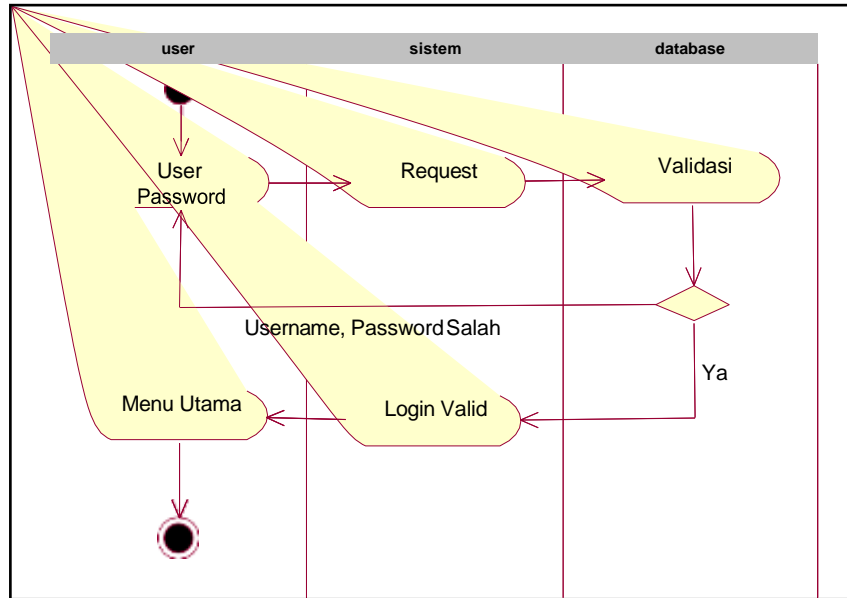 user
sistem
database
User
Password
Request
Validasi
Username, Password Salah
Ya
Menu Utama
Login Valid